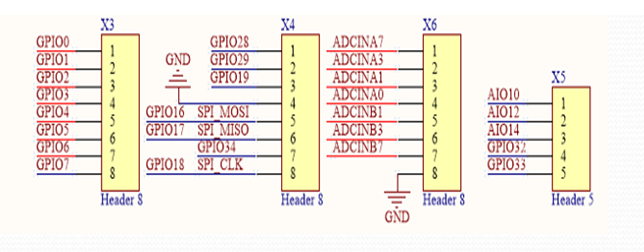 X3
GPIO0 1
GPIO1 2
GPIO2 3
GPIO3 4
GPIO4 5
GPIO5 6
GPIO6 7
GPIO7 8
Header 8
X4
GPIO28 1
GPIO29 2
GPIO19 3
GND 4
GPIO16 SPI_MOSI 5
GPIO17 SPI_MISO 6
GPIO34 7
GPIO18 SPI_CLK 8
Header 8
X6
ADCINA7 1
ADCINA3 2
ADCINA1 3
ADCINA0 4
ADCINB1 5
ADCINB3 6
ADCINB7 7
8
GND
Header 8
X5
AIO10 1
AIO12 2
AIO14 3
GPIO32 4
GPIO33 5
Header 5